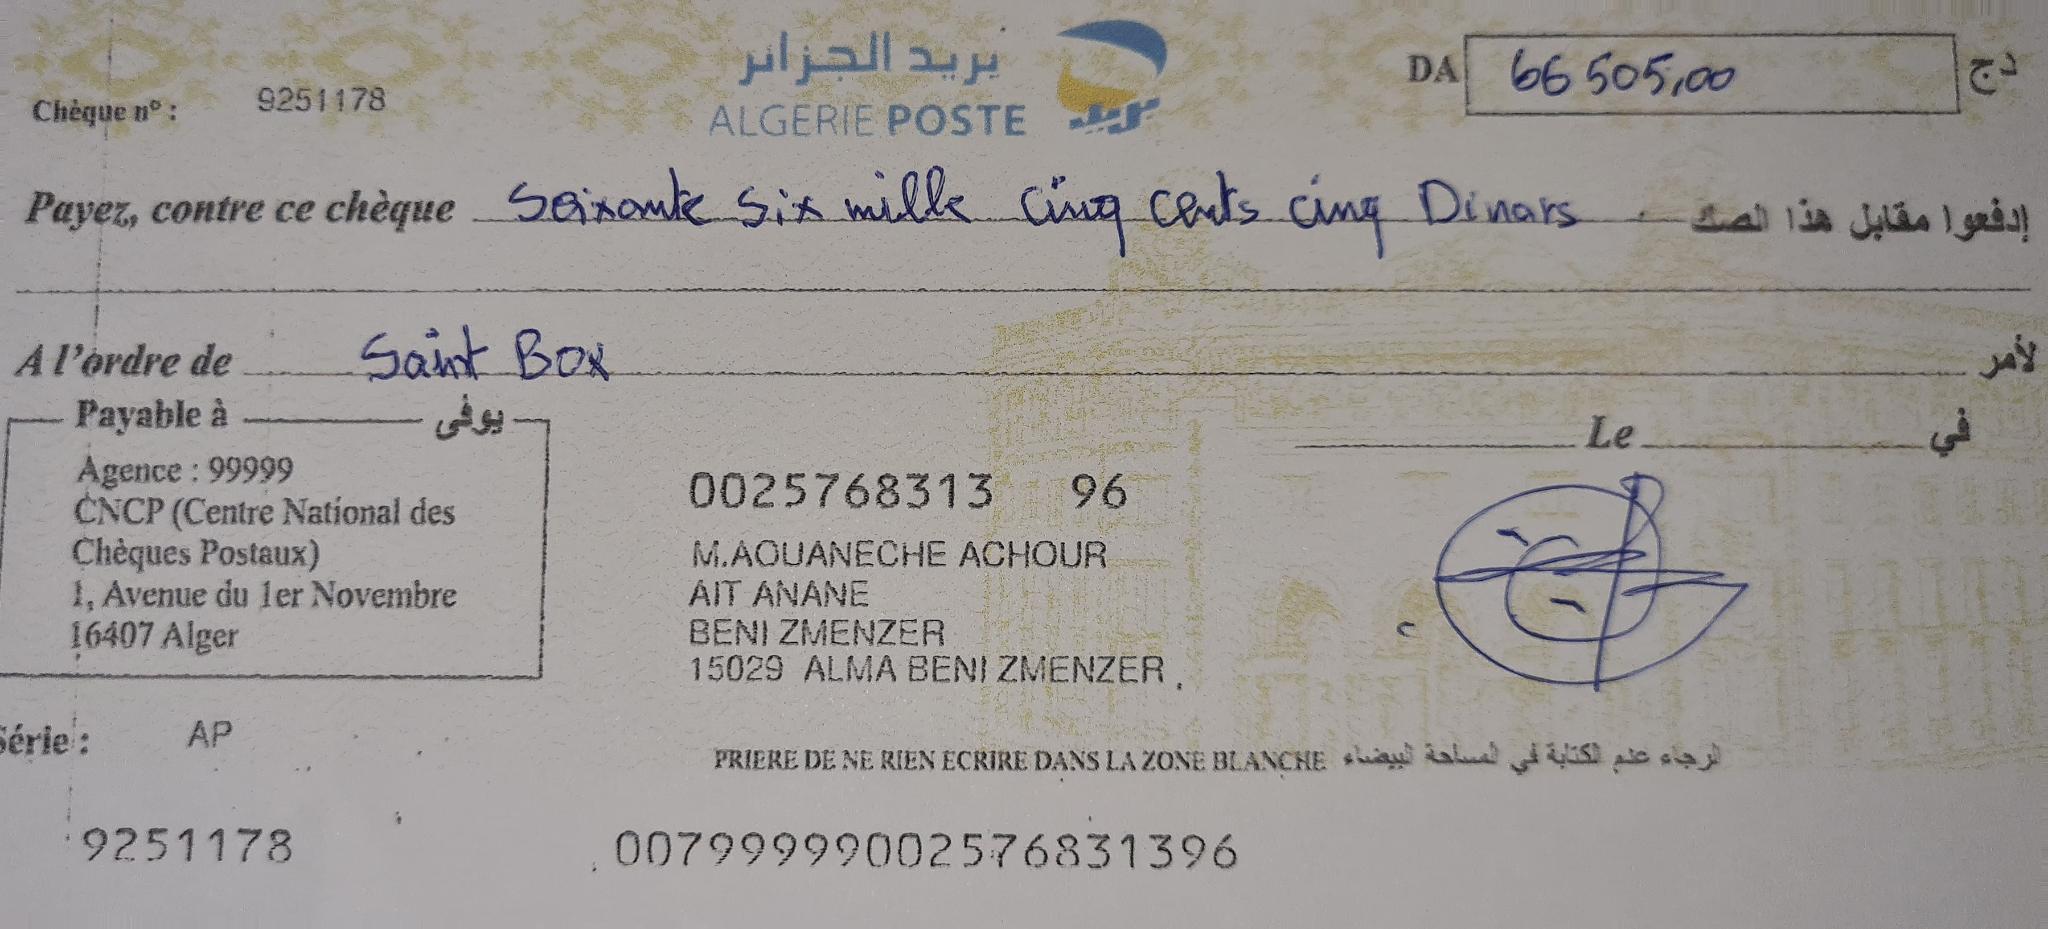 بريد الجزائر
ALGERIE POSTE
بريد
DA 66 505,00 دج
Chèque n° : 9251178
Payez, contre ce chèque Soixante six mille cinq cents cinq Dinars إدفعوا مقابل هذا الصك
A l'ordre de Saint Box لأمر
Payable à يوفى
Agence : 99999
CNCP (Centre National des
Chèques Postaux)
1, Avenue du 1er Novembre
16407 Alger
Le في
0025768313 96
M.AOUANECHE ACHOUR
AIT ANANE
BENI ZMENZER
15029 ALMA BENI ZMENZER
Série : AP
PRIERE DE NE RIEN ECRIRE DANS LA ZONE BLANCHE الرجاء عدم الكتابة في المساحة البيضاء
9251178 00799999002576831396